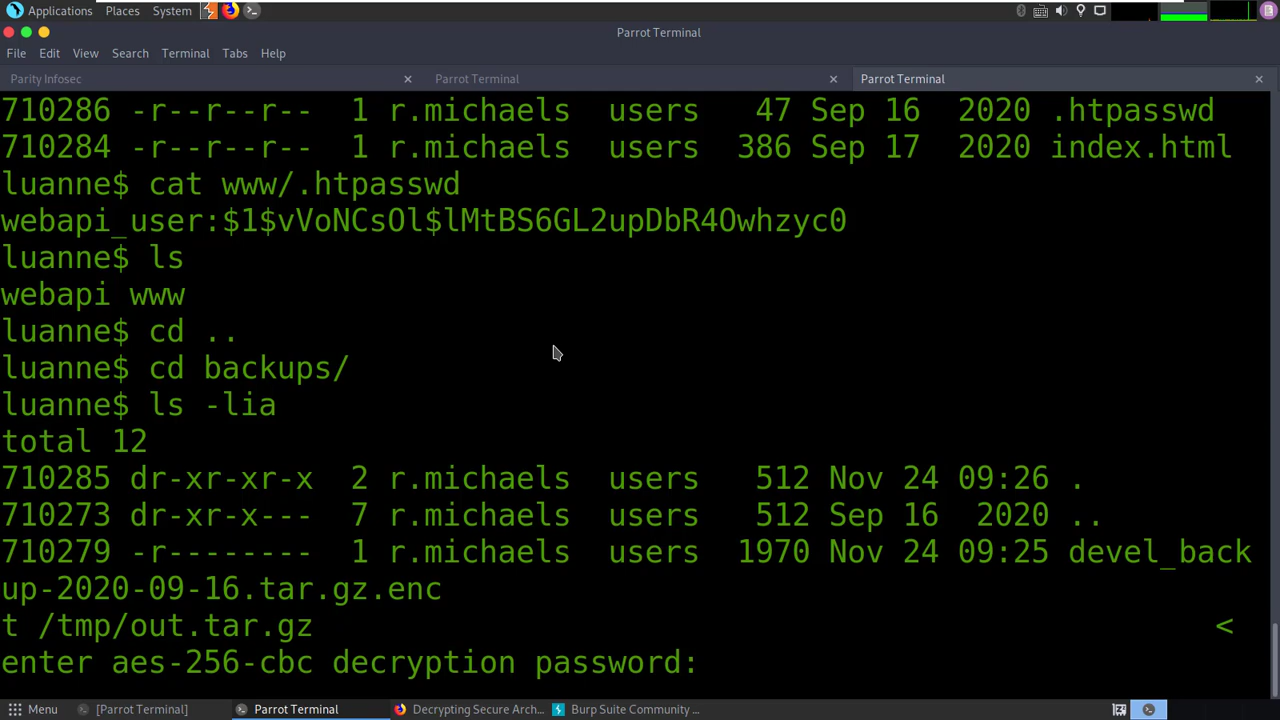 Applications Places System
Parrot Terminal
File Edit View Search Terminal Tabs Help
Parity Infosec × Parrot Terminal × Parrot Terminal ×
710286 -r--r--r-- 1 r.michaels users 47 Sep 16 2020 .htpasswd
710284 -r--r--r-- 1 r.michaels users 386 Sep 17 2020 index.html
luanne$ cat www/.htpasswd
webapi_user:$1$vVoNCsOl$lMtBS6GL2upDbR4Owhzyc0
luanne$ ls
webapi www
luanne$ cd ..
luanne$ cd backups/
luanne$ ls -lia
total 12
710285 dr-xr-xr-x 2 r.michaels users 512 Nov 24 09:26 .
710273 dr-xr-x--- 7 r.michaels users 512 Sep 16 2020 ..
710279 -r-------- 1 r.michaels users 1970 Nov 24 09:25 devel_back
up-2020-09-16.tar.gz.enc
t /tmp/out.tar.gz <
enter aes-256-cbc decryption password:
Menu [Parrot Terminal] Parrot Terminal Decrypting Secure Arch... Burp Suite Community ...